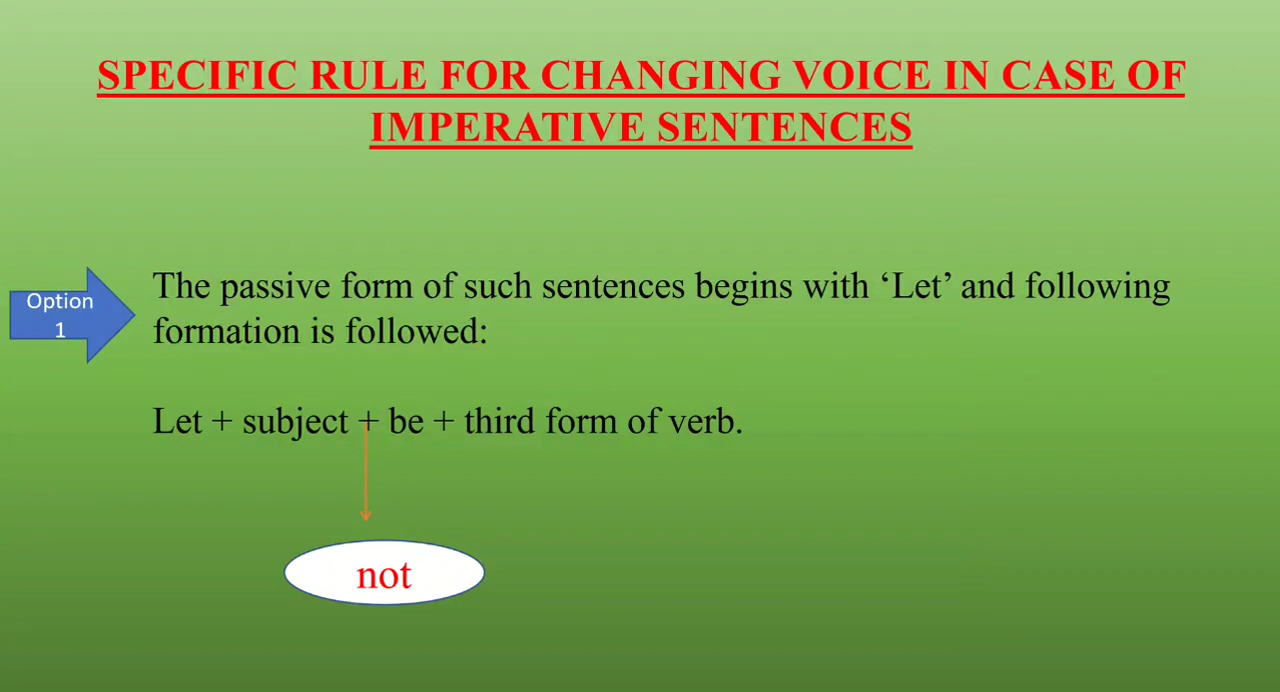 SPECIFIC RULE FOR CHANGING VOICE IN CASE OF
IMPERATIVE SENTENCES
Option
1
The passive form of such sentences begins with ‘Let’ and following
formation is followed:
Let + subject + be + third form of verb.
not